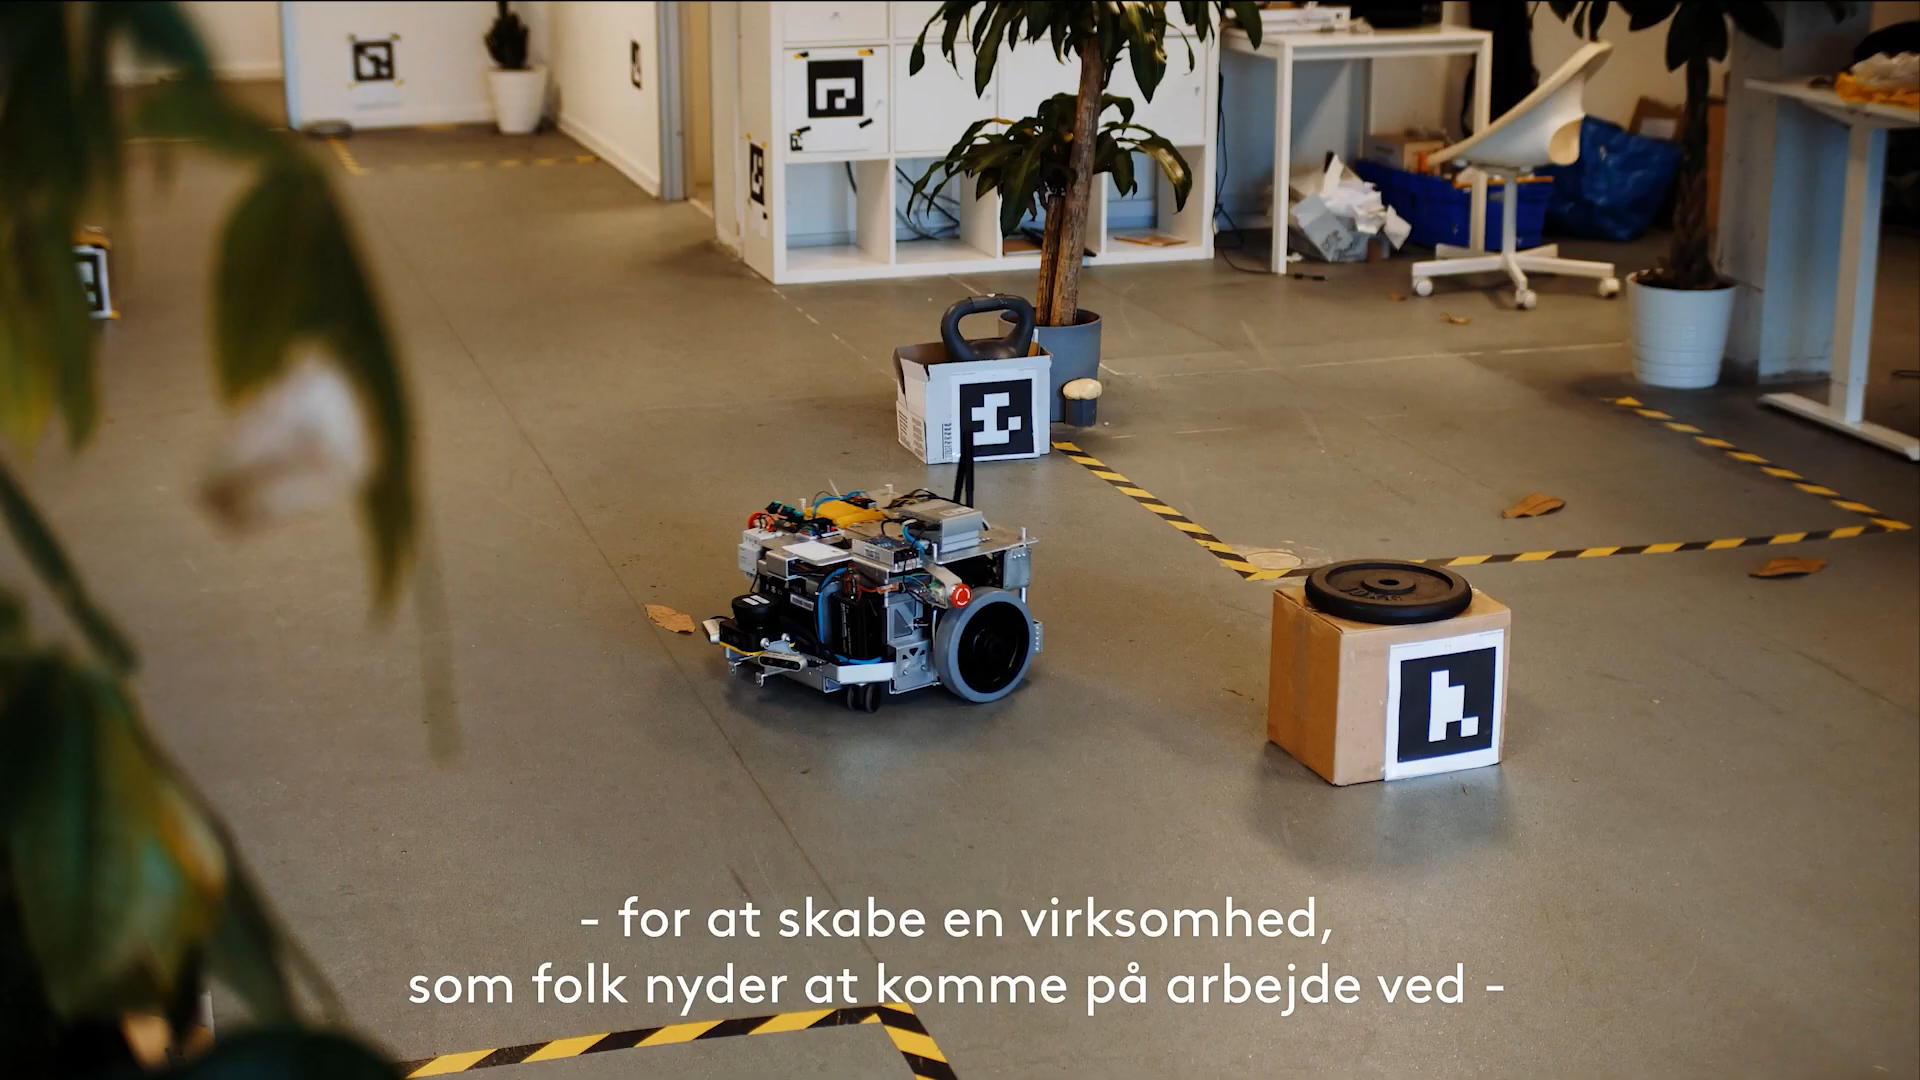 - for at skabe en virksomhed,
som folk nyder at komme på arbejde ved -